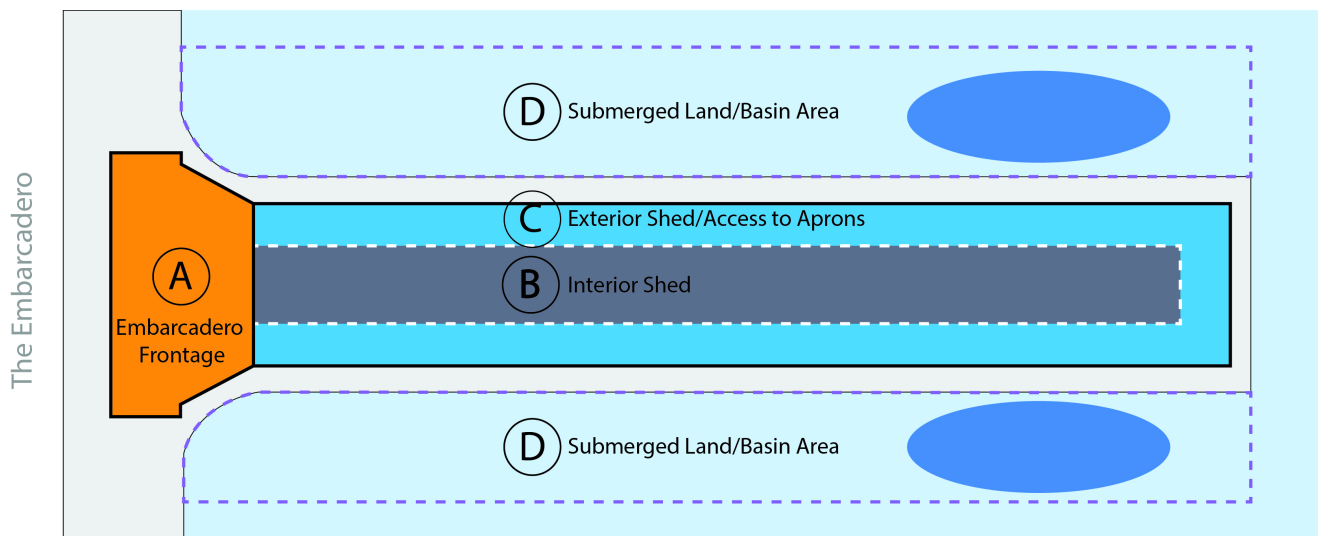 The Embarcadero
D Submerged Land/Basin Area
C Exterior Shed/Access to Aprons
B Interior Shed
A
Embarcadero
Frontage
D Submerged Land/Basin Area